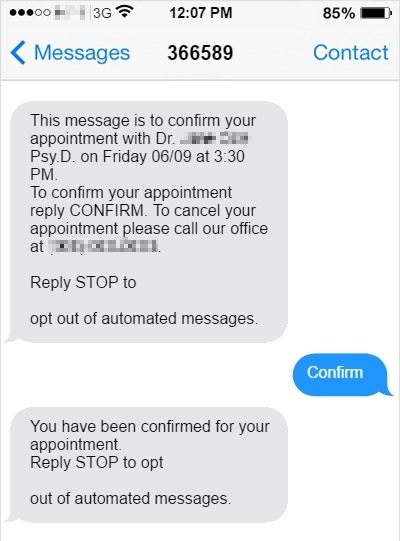 3G 12:07 PM 85%
Messages 366589 Contact
This message is to confirm your
appointment with Dr.
Psy.D. on Friday 06/09 at 3:30
PM.
To confirm your appointment
reply CONFIRM. To cancel your
appointment please call our office
at
Reply STOP to
opt out of automated messages.
Confirm
You have been confirmed for your
appointment.
Reply STOP to opt
out of automated messages.